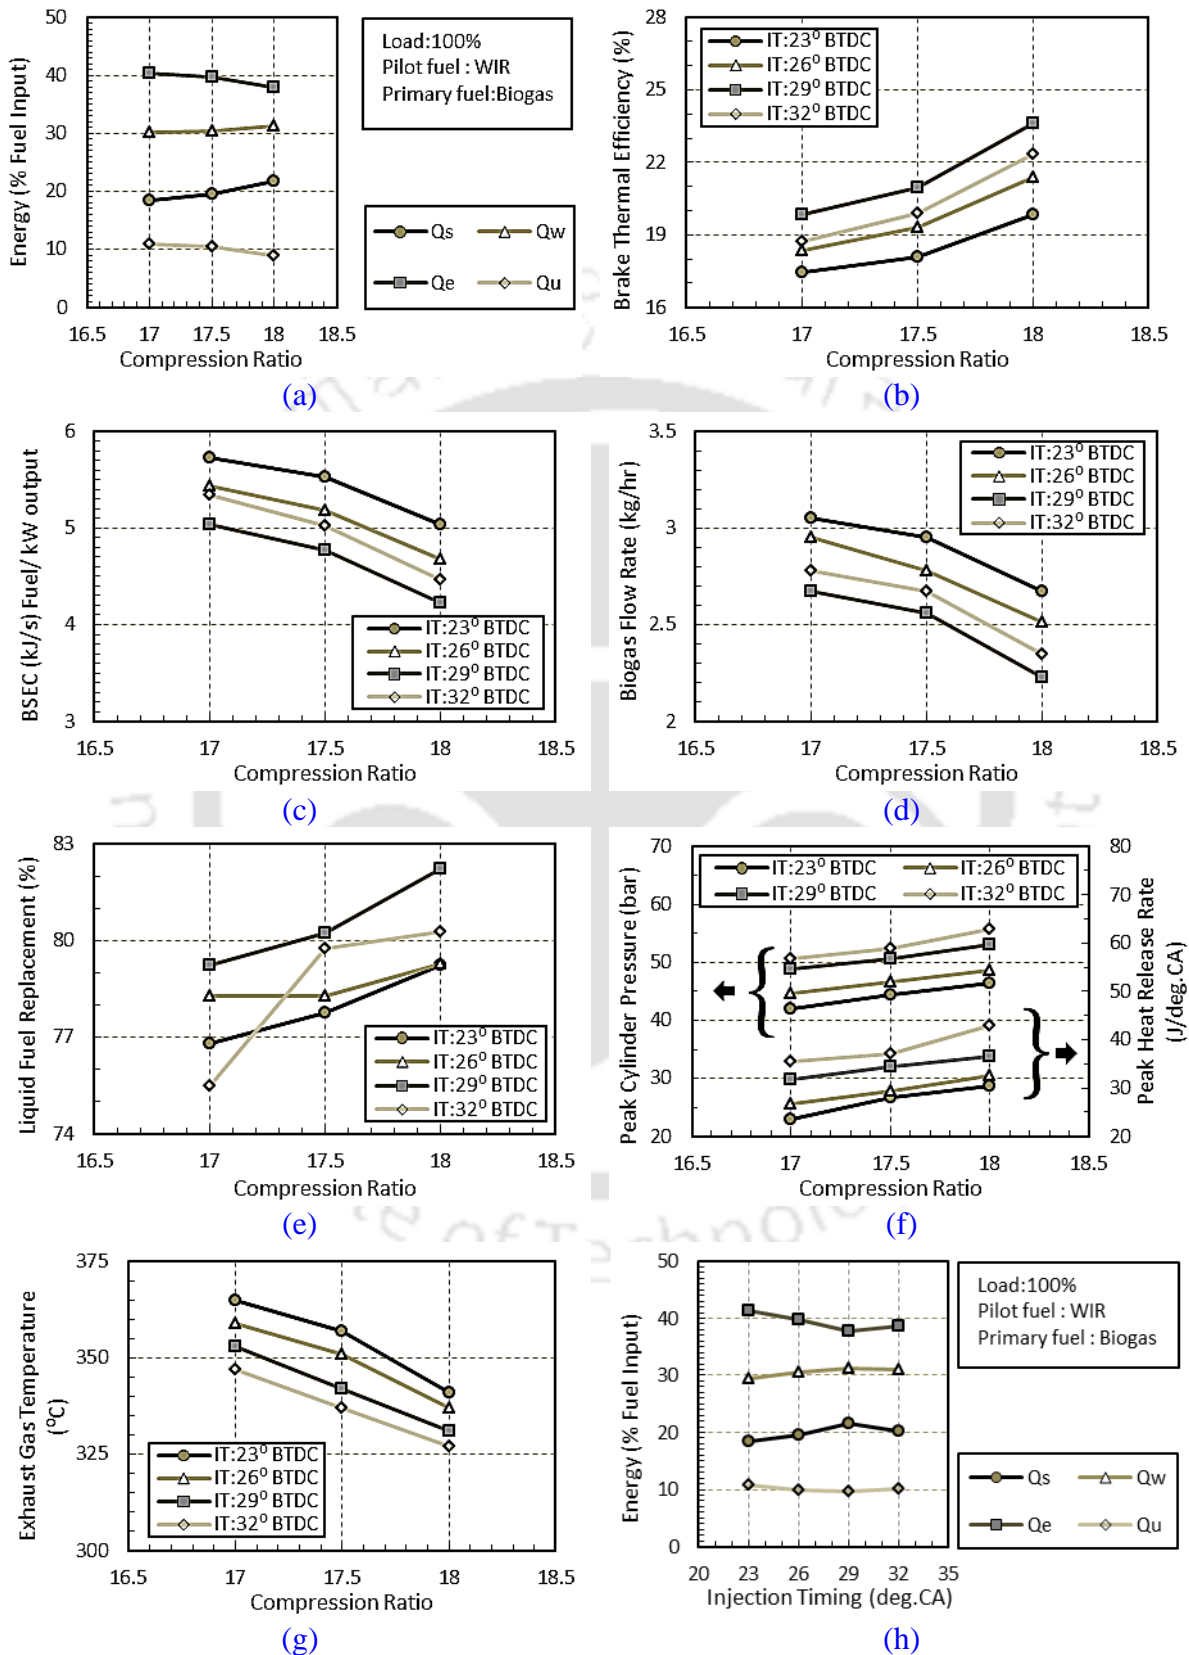 50
40
30
20
10
0
16.5 17 17.5 18
Energy (% Fuel Input)
Compression Ratio
Load:100%
Pilot fuel : WIR
Primary fuel:Biogas
Qs Qw
Qe Qu
(a)
28
25
22
19
16
16.5 17 17.5 18 18.5
Brake Thermal Efficiency (%)
Compression Ratio
IT:23⁰ BTDC
IT:26⁰ BTDC
IT:29⁰ BTDC
IT:32⁰ BTDC
(b)
6
5
4
3
16.5 17 17.5 18 18.5
BSEC (kJ/s) Fuel/ kW output
Compression Ratio
IT:23⁰ BTDC
IT:26⁰ BTDC
IT:29⁰ BTDC
IT:32⁰ BTDC
(c)
3.5
3
2.5
2
16.5 17 17.5 18 18.5
Biogas Flow Rate (kg/hr)
Compression Ratio
IT:23⁰ BTDC
IT:26⁰ BTDC
IT:29⁰ BTDC
IT:32⁰ BTDC
(d)
83
80
77
74
16.5 17 17.5 18 18.5
Liquid Fuel Replacement (%)
Compression Ratio
IT:23⁰ BTDC
IT:26⁰ BTDC
IT:29⁰ BTDC
IT:32⁰ BTDC
(e)
70
60
50
40
30
20
80
70
60
50
40
30
20
16.5 17 17.5 18 18.5
Peak Cylinder Pressure (bar)
Peak Heat Release Rate
(J/deg.CA)
Compression Ratio
IT:23⁰ BTDC IT:26⁰ BTDC
IT:29⁰ BTDC IT:32⁰ BTDC
(f)
375
350
325
300
16.5 17 17.5 18 18.5
Exhaust Gas Temperature
(⁰C)
Compression Ratio
IT:23⁰ BTDC
IT:26⁰ BTDC
IT:29⁰ BTDC
IT:32⁰ BTDC
(g)
50
40
30
20
10
0
20 23 26 29 32 35
Energy (% Fuel Input)
Injection Timing (deg.CA)
Load:100%
Pilot fuel : WIR
Primary fuel : Biogas
Qs Qw
Qe Qu
(h)